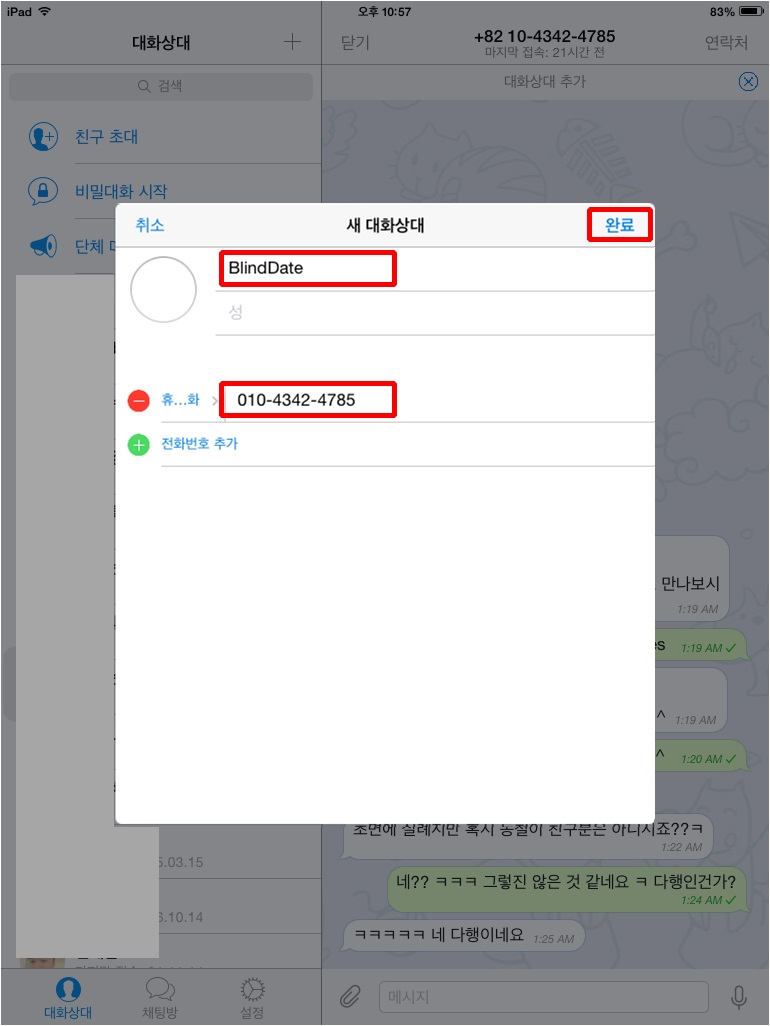 iPad
오후 10:57
83%
대화상대
검색
친구 초대
비밀대화 시작
단체
닫기
+82 10-4342-4785
마지막 접속: 21시간 전
연락처
대화상대 추가
취소
새 대화상대
완료
BlindDate
성
휴...화
010-4342-4785
전화번호 추가
만나보시
1:19 AM
es
1:19 AM
^
1:19 AM
^
1:20 AM
초면에 실례지만 혹시 동철이 친구분은 아니시죠??ㅋ
1:22 AM
네?? ㅋㅋㅋ 그렇진 않은 것 같네요 ㅋ 다행인건가?
1:24 AM
ㅋㅋㅋㅋㅋ 네 다행이네요
1:25 AM
5.03.15
6.10.14
대화상대
채팅방
설정
메시지